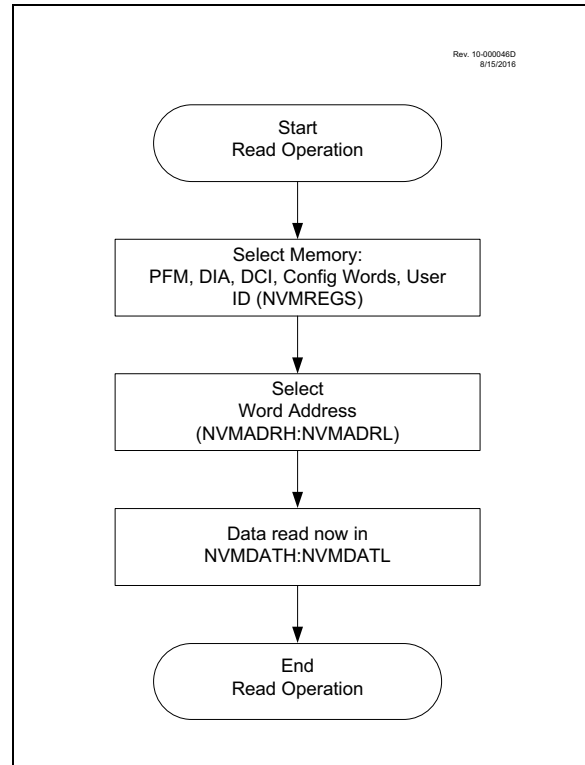 Rev. 10-000046D
8/15/2016
Start
Read Operation
Select Memory:
PFM, DIA, DCI, Config Words, User
ID (NVMREGS)
Select
Word Address
(NVMADRH:NVMADRL)
Data read now in
NVMDATH:NVMDATL
End
Read Operation